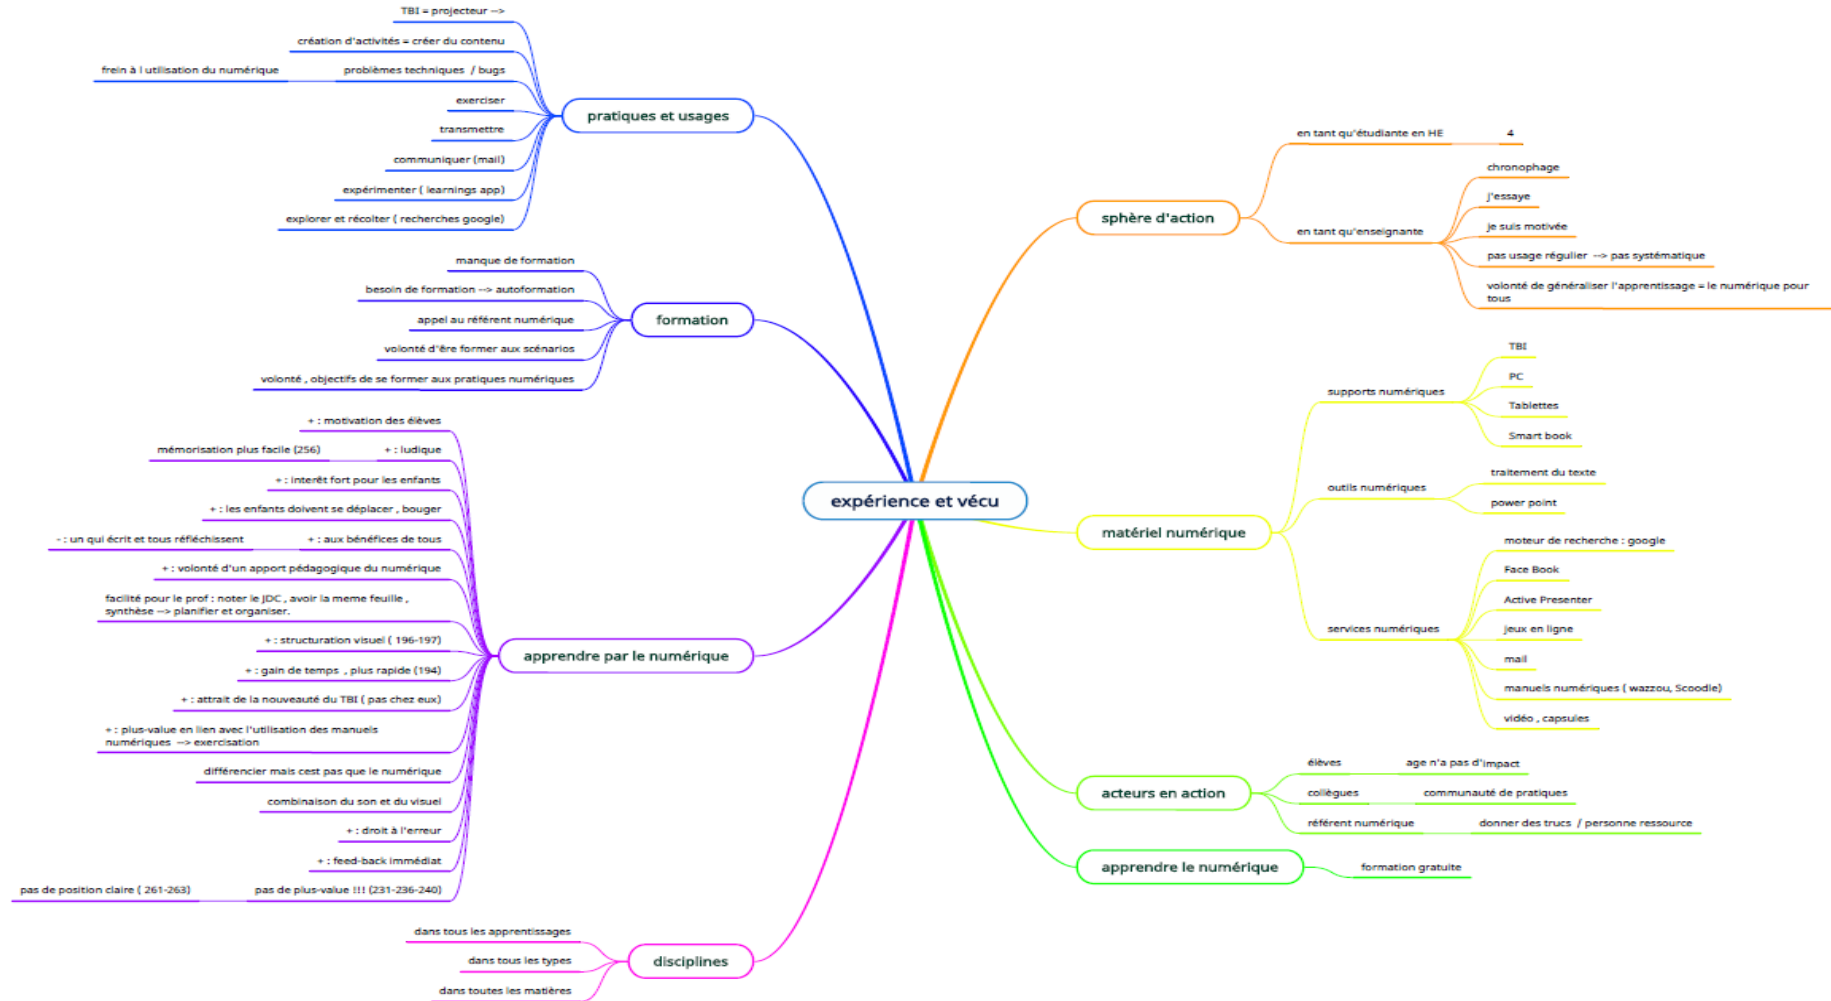 expérience et vécu
pratiques et usages
TBI = projecteur -->
création d'activités = créer du contenu
problèmes techniques / bugs
frein à l utilisation du numérique
exerciser
transmettre
communiquer (mail)
expérimenter ( learnings app)
explorer et récolter ( recherches google)
formation
manque de formation
besoin de formation --> autoformation
appel au référent numérique
volonté d'êre former aux scénarios
volonté , objectifs de se former aux pratiques numériques
apprendre par le numérique
+ : motivation des élèves
+ : ludique
mémorisation plus facile (256)
+ : interêt fort pour les enfants
+ : les enfants doivent se déplacer , bouger
+ : aux bénéfices de tous
- : un qui écrit et tous réfléchissent
+ : volonté d'un apport pédagogique du numérique
facilité pour le prof : noter le JDC , avoir la meme feuille ,
synthèse --> planifier et organiser.
+ : structuration visuel ( 196-197)
+ : gain de temps , plus rapide (194)
+ : attrait de la nouveauté du TBI ( pas chez eux)
+ : plus-value en lien avec l'utilisation des manuels
numériques --> exercisation
différencier mais cest pas que le numérique
combinaison du son et du visuel
+ : droit à l'erreur
+ : feed-back immédiat
pas de plus-value !!! (231-236-240)
pas de position claire ( 261-263)
disciplines
dans tous les apprentissages
dans tous les types
dans toutes les matières
sphère d'action
en tant qu'étudiante en HE
4
en tant qu'enseignante
chronophage
j'essaye
je suis motivée
pas usage régulier --> pas systématique
volonté de généraliser l'apprentissage = le numérique pour
tous
matériel numérique
supports numériques
TBI
PC
Tablettes
Smart book
outils numériques
traitement du texte
power point
services numériques
moteur de recherche : google
Face Book
Active Presenter
jeux en ligne
mail
manuels numériques ( wazzou, Scoodle)
vidéo , capsules
acteurs en action
élèves
age n'a pas d'impact
collègues
communauté de pratiques
référent numérique
donner des trucs / personne ressource
apprendre le numérique
formation gratuite